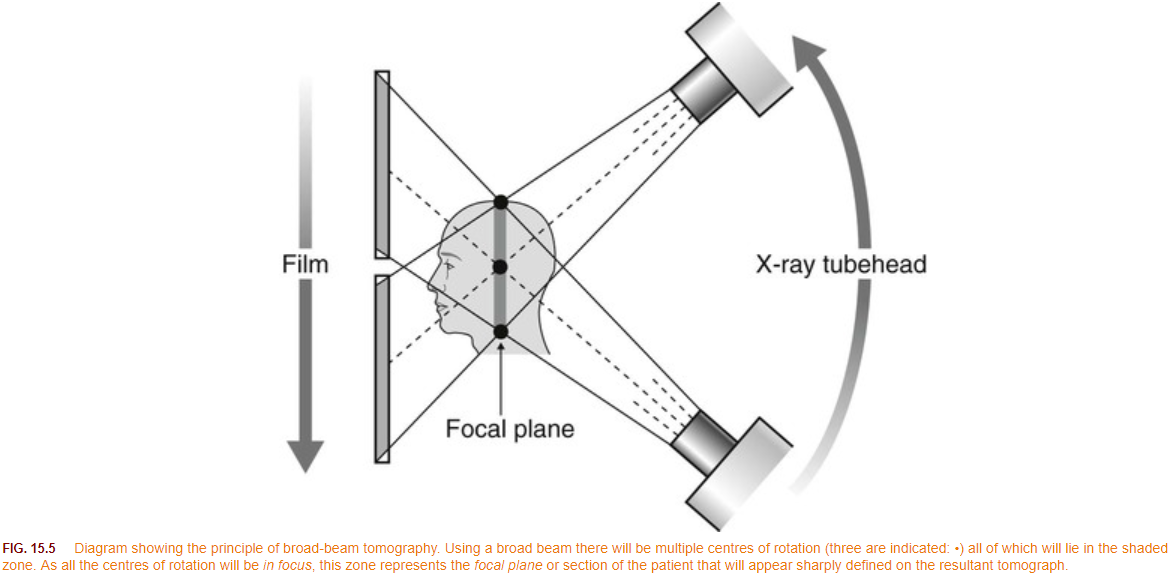 Film
X-ray tubehead
Focal plane
FIG. 15.5 Diagram showing the principle of broad-beam tomography. Using a broad beam there will be multiple centres of rotation (three are indicated: •) all of which will lie in the shaded
zone. As all the centres of rotation will be in focus, this zone represents the focal plane or section of the patient that will appear sharply defined on the resultant tomograph.